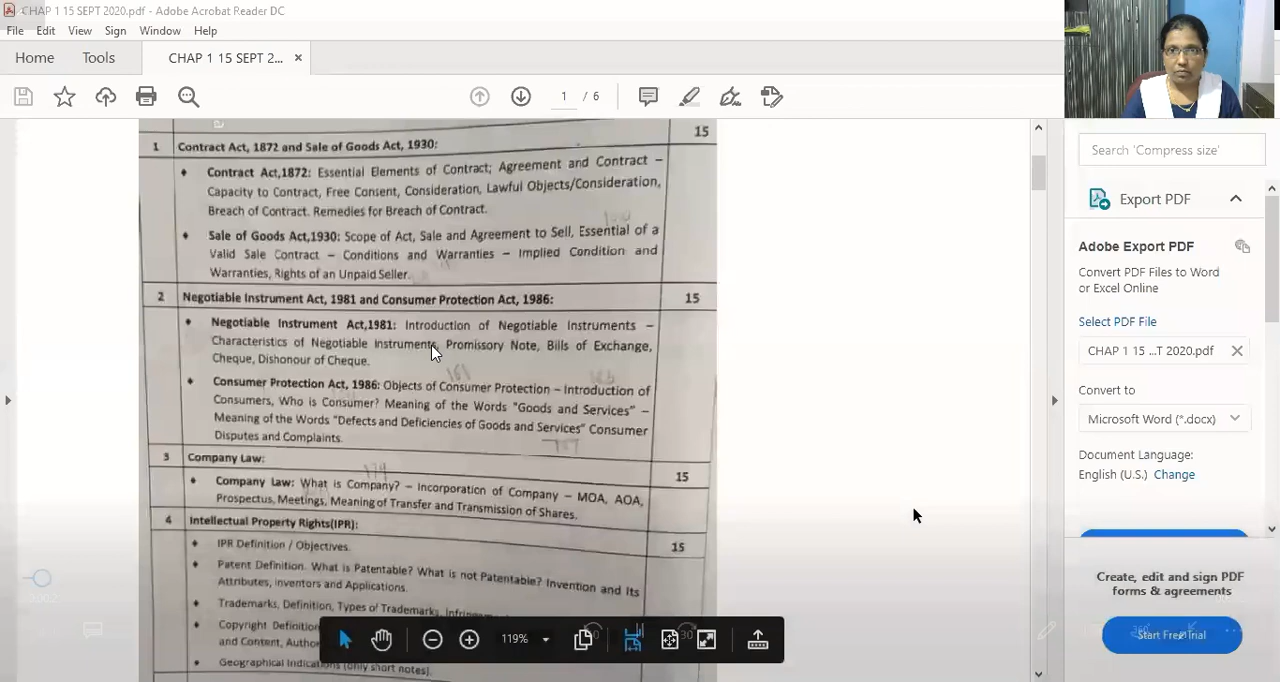 CHAP 1 15 SEPT 2020.pdf - Adobe Acrobat Reader DC
File Edit View Sign Window Help
Home Tools CHAP 1 15 SEPT 2... ×
1 / 6
15
1 Contract Act, 1872 and Sale of Goods Act, 1930:
• Contract Act,1872: Essential Elements of Contract; Agreement and Contract –
Capacity to Contract, Free Consent, Consideration, Lawful Objects/Consideration,
Breach of Contract. Remedies for Breach of Contract.
• Sale of Goods Act,1930: Scope of Act, Sale and Agreement to Sell, Essential of a
Valid Sale Contract – Conditions and Warranties – Implied Condition and
Warranties, Rights of an Unpaid Seller.
2 Negotiable Instrument Act, 1981 and Consumer Protection Act, 1986: 15
• Negotiable Instrument Act,1981: Introduction of Negotiable Instruments –
Characteristics of Negotiable Instruments, Promissory Note, Bills of Exchange,
Cheque, Dishonour of Cheque.
161
• Consumer Protection Act, 1986: Objects of Consumer Protection – Introduction of
Consumers, Who is Consumer? Meaning of the Words "Goods and Services" –
Meaning of the Words "Defects and Deficiencies of Goods and Services" Consumer
Disputes and Complaints.
3 Company Law: 15
174
• Company Law: What is Company? – Incorporation of Company – MOA, AOA,
Prospectus, Meetings, Meaning of Transfer and Transmission of Shares.
4 Intellectual Property Rights(IPR): 15
• IPR Definition / Objectives.
• Patent Definition. What is Patentable? What is not Patentable? Invention and Its
Attributes, Inventors and Applications.
• Trademarks, Definition, Types of Trademarks,
• Copyright
and Content,
• Geographical Indications (only short notes).
119%
Search 'Compress size'
Export PDF
Adobe Export PDF
Convert PDF Files to Word
or Excel Online
Select PDF File
CHAP 1 15 ...T 2020.pdf
Convert to
Microsoft Word (*.docx)
Document Language:
English (U.S.) Change
Create, edit and sign PDF
forms & agreements
Start Free Trial